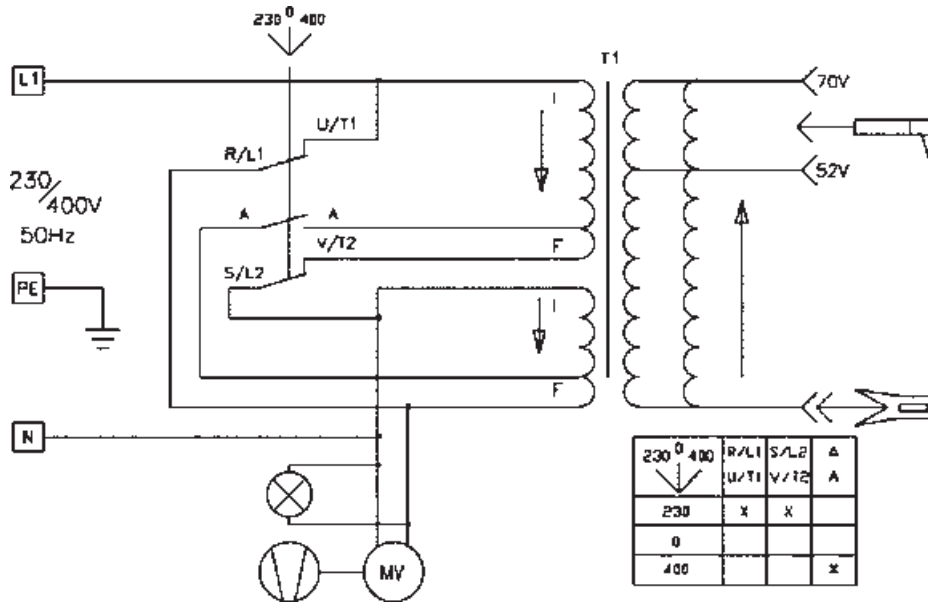 230 0 400
T1
L1
70V
I
U/T1
R/L1
52V
230/400V
50Hz
A A
V/T2
F
S/L2
PE
I
F
N
230 0 400 R/L1 S/L2 A
U/T1 V/T2 A
230 X X
0
400 X
MV